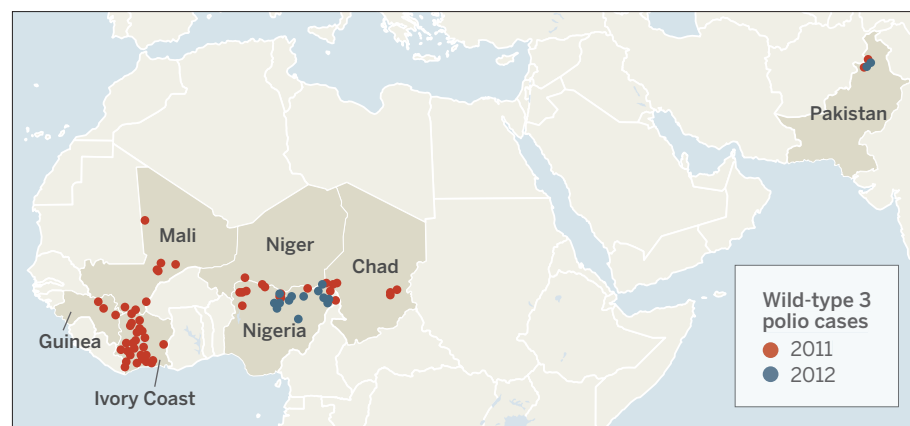 Pakistan
Mali
Niger
Chad
Nigeria
Guinea
Ivory Coast
Wild-type 3
polio cases
2011
2012